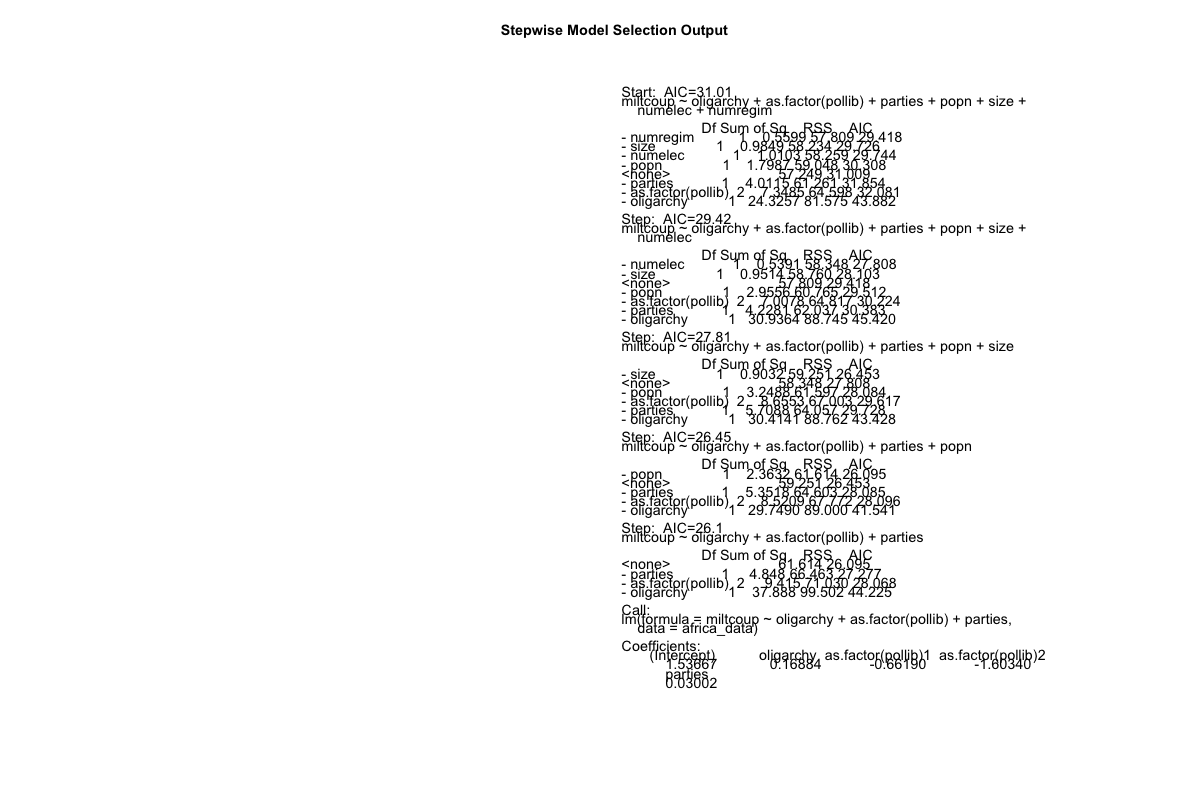 Stepwise Model Selection Output
Start:  AIC=31.01
miltcoup ~ oligarchy + as.factor(pollib) + parties + popn + size +
numelec + numregim
Df Sum of Sq RSS AIC
- numregim 1 0.5599 57.809 29.418
- size 1 0.9849 58.234 29.726
- numelec 1 1.0103 58.259 29.744
- popn 1 1.7987 59.048 30.308
<none> 57.249 31.009
- parties 1 4.0115 61.261 31.854
- as.factor(pollib) 2 7.3485 64.598 32.081
- oligarchy 1 24.3257 81.575 43.882
Step:  AIC=29.42
miltcoup ~ oligarchy + as.factor(pollib) + parties + popn + size +
numelec
Df Sum of Sq RSS AIC
- numelec 1 0.5391 58.348 27.808
- size 1 0.9514 58.760 28.103
<none> 57.809 29.418
- popn 1 2.9556 60.765 29.512
- as.factor(pollib) 2 7.0078 64.817 30.224
- parties 1 4.2281 62.037 30.383
- oligarchy 1 30.9364 88.745 45.420
Step:  AIC=27.81
miltcoup ~ oligarchy + as.factor(pollib) + parties + popn + size
Df Sum of Sq RSS AIC
- size 1 0.9032 59.251 26.453
<none> 58.348 27.808
- popn 1 3.2488 61.597 28.084
- as.factor(pollib) 2 8.6553 67.003 29.617
- parties 1 5.7088 64.057 29.728
- oligarchy 1 30.4141 88.762 43.428
Step:  AIC=26.45
miltcoup ~ oligarchy + as.factor(pollib) + parties + popn
Df Sum of Sq RSS AIC
- popn 1 2.3632 61.614 26.095
<none> 59.251 26.453
- parties 1 5.3518 64.603 28.085
- as.factor(pollib) 2 8.5209 67.772 28.096
- oligarchy 1 29.7490 89.000 41.541
Step:  AIC=26.1
miltcoup ~ oligarchy + as.factor(pollib) + parties
Df Sum of Sq RSS AIC
<none> 61.614 26.095
- parties 1 4.848 66.463 27.277
- as.factor(pollib) 2 9.415 71.030 28.068
- oligarchy 1 37.888 99.502 44.225
Call:
lm(formula = miltcoup ~ oligarchy + as.factor(pollib) + parties,
data = africa_data)
Coefficients:
(Intercept) oligarchy as.factor(pollib)1 as.factor(pollib)2
1.53667 0.16884 -0.66190 -1.60340
parties
0.03002